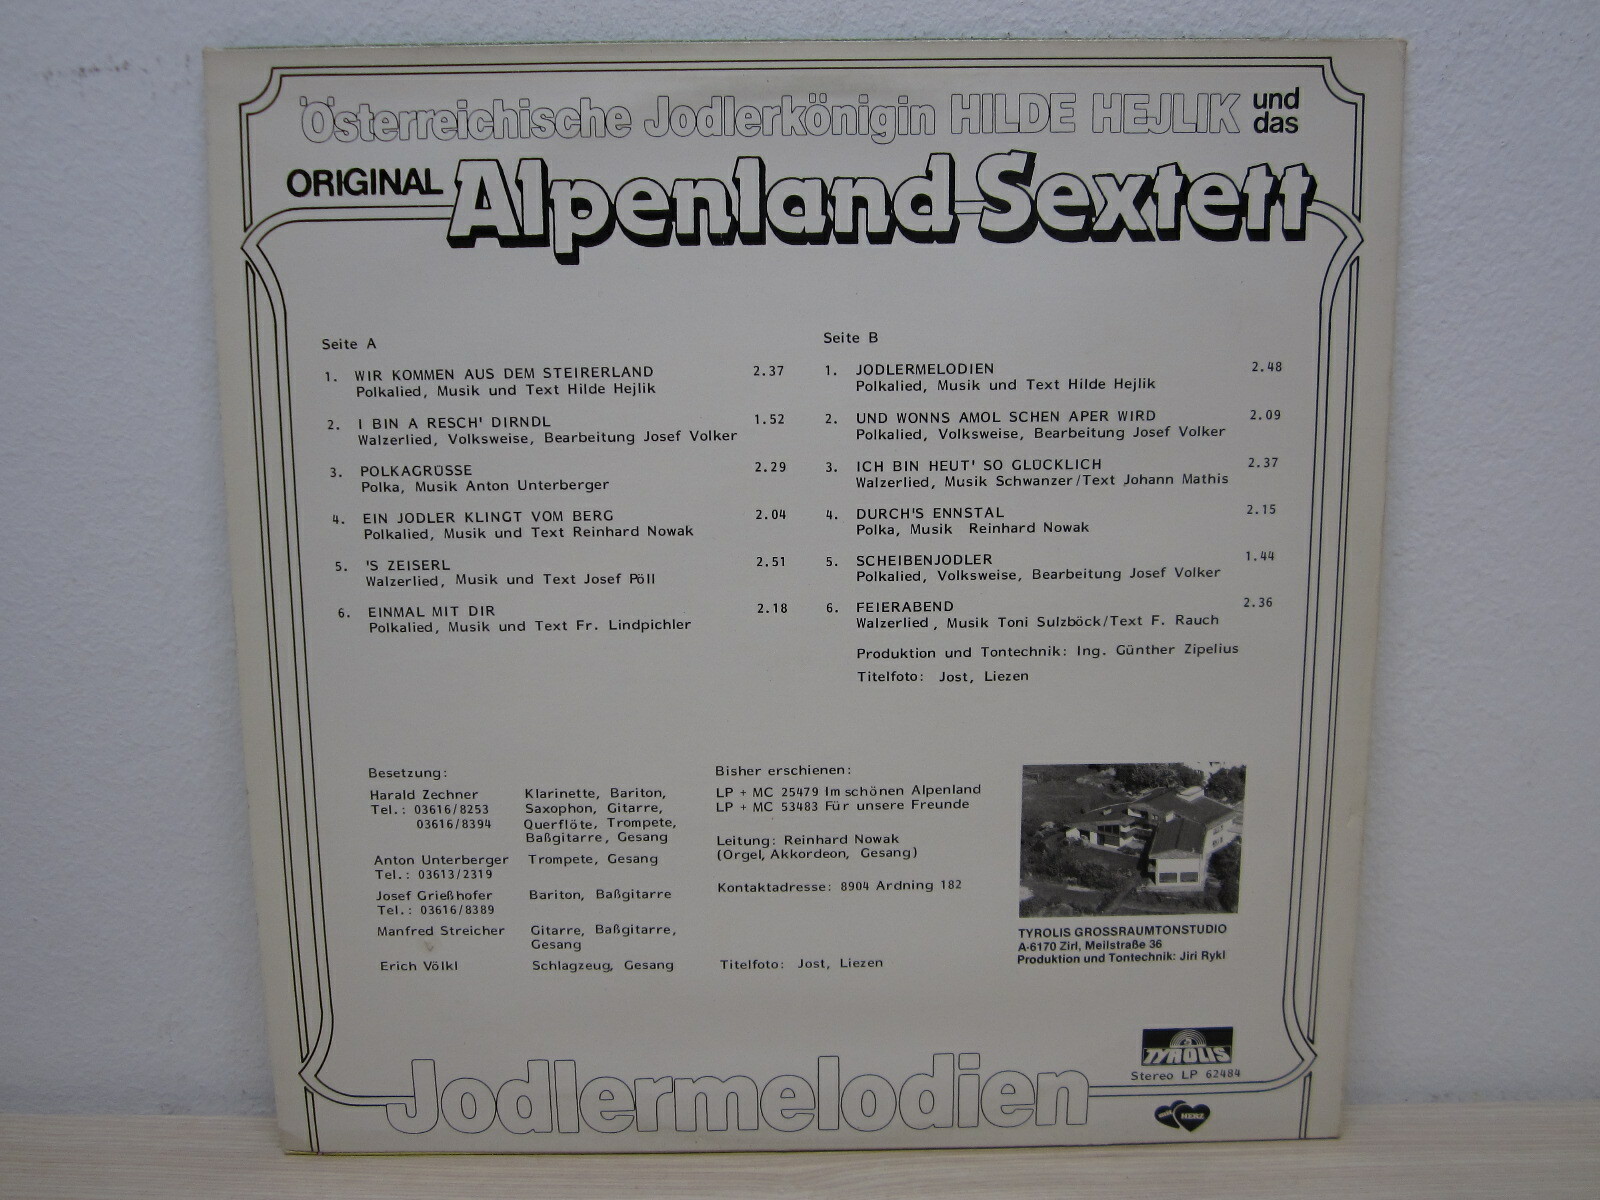 Österreichische Jodlerkönigin HILDE HEJLIK und das
ORIGINAL Alpenland-Sextett
Seite A
1. WIR KOMMEN AUS DEM STEIRERLAND 2.37
Polkalied, Musik und Text Hilde Hejlik
2. I BIN A RESCH' DIRNDL 1.52
Walzerlied, Volksweise, Bearbeitung Josef Volker
3. POLKAGRÜSSE 2.29
Polka, Musik Anton Unterberger
4. EIN JODLER KLINGT VOM BERG 2.04
Polkalied, Musik und Text Reinhard Nowak
5. 'S ZEISERL 2.51
Walzerlied, Musik und Text Josef Pöll
6. EINMAL MIT DIR 2.18
Polkalied, Musik und Text Fr. Lindpichler
Seite B
1. JODLERMELODIEN 2.48
Polkalied, Musik und Text Hilde Hejlik
2. UND WONNS AMOL SCHEN APER WIRD 2.09
Polkalied, Volksweise, Bearbeitung Josef Volker
3. ICH BIN HEUT' SO GLÜCKLICH 2.37
Walzerlied, Musik Schwanzer/Text Johann Mathis
4. DURCH'S ENNSTAL 2.15
Polka, Musik Reinhard Nowak
5. SCHEIBENJODLER 1.44
Polkalied, Volksweise, Bearbeitung Josef Volker
6. FEIERABEND 2.36
Walzerlied, Musik Toni Sulzböck/Text F. Rauch
Produktion und Tontechnik: Ing. Günther Zipelius
Titelfoto: Jost, Liezen
Besetzung:
Harald Zechner Klarinette, Bariton,
Tel.: 03616/8253 Saxophon, Gitarre,
03616/8394 Querflöte, Trompete,
Baßgitarre, Gesang
Anton Unterberger Trompete, Gesang
Tel.: 03613/2319
Josef Grießhofer Bariton, Baßgitarre
Tel.: 03616/8389
Manfred Streicher Gitarre, Baßgitarre,
Gesang
Erich Völkl Schlagzeug, Gesang
Bisher erschienen:
LP + MC 25479 Im schönen Alpenland
LP + MC 53483 Für unsere Freunde
Leitung: Reinhard Nowak
(Orgel, Akkordeon, Gesang)
Kontaktadresse: 8904 Ardning 182
Titelfoto: Jost, Liezen
TYROLIS GROSSRAUMTONSTUDIO
A-6170 Zirl, Meilstraße 36
Produktion und Tontechnik: Jiri Rykl
TYROLIS
Stereo LP 62484
Jodlermelodien
HERZ